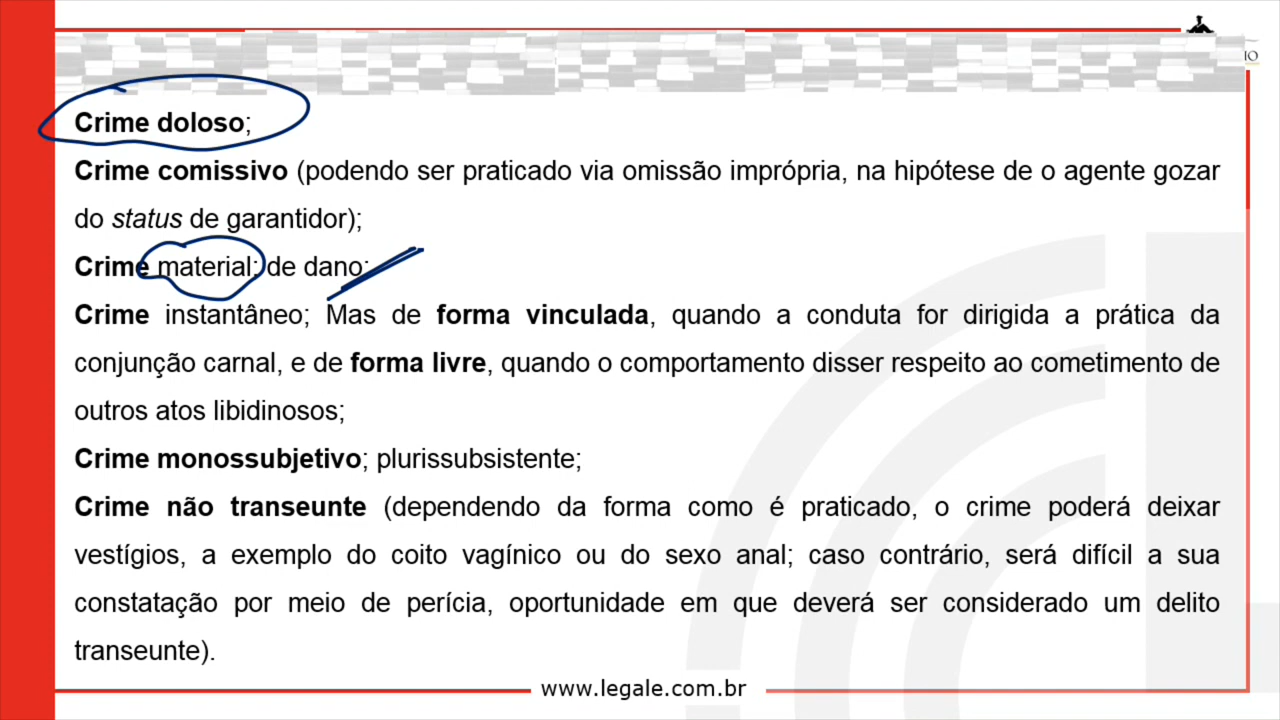 IO
Crime doloso;
Crime comissivo (podendo ser praticado via omissão imprópria, na hipótese de o agente gozar
do status de garantidor);
Crime material; de dano;
Crime instantâneo; Mas de forma vinculada, quando a conduta for dirigida a prática da
conjunção carnal, e de forma livre, quando o comportamento disser respeito ao cometimento de
outros atos libidinosos;
Crime monossubjetivo; plurissubsistente;
Crime não transeunte (dependendo da forma como é praticado, o crime poderá deixar
vestígios, a exemplo do coito vagínico ou do sexo anal; caso contrário, será difícil a sua
constatação por meio de perícia, oportunidade em que deverá ser considerado um delito
transeunte).
www.legale.com.br